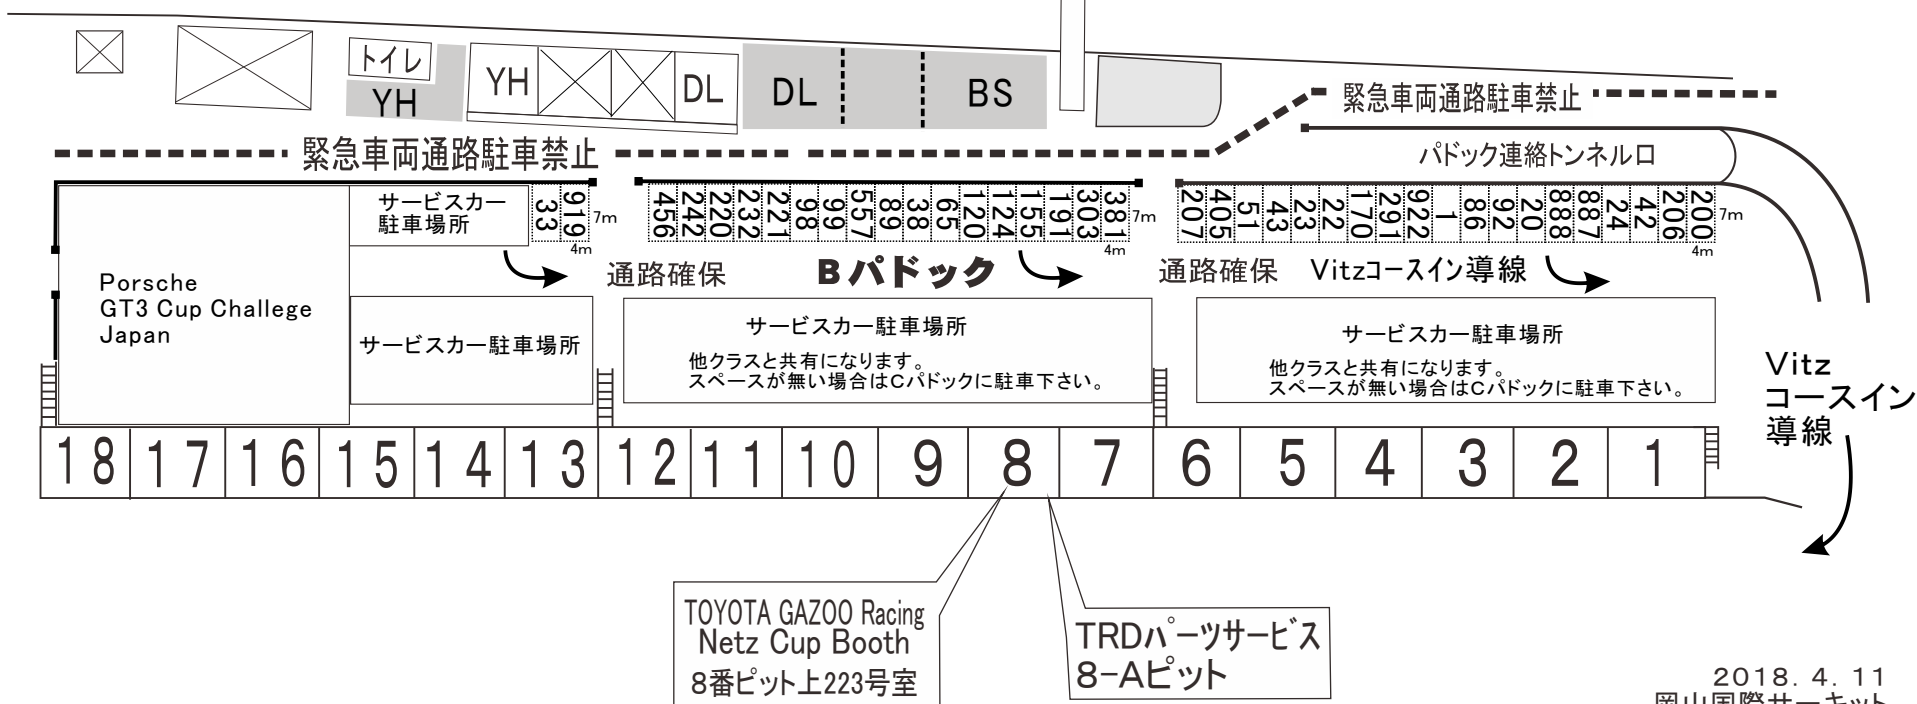 トイレ
YH
YH
DL
DL
BS
緊急車両通路駐車禁止
緊急車両通路駐車禁止
パドック連絡トンネル口
サービスカー
駐車場所
33
919
7m
4m
456
242
220
232
221
98
99
557
89
38
65
120
124
155
191
303
381
7m
4m
207
405
51
43
23
22
170
291
922
1
86
92
20
888
887
24
42
206
200
7m
4m
通路確保
Bパドック
通路確保
Vitzコースイン導線
Porsche
GT3 Cup Challege
Japan
サービスカー駐車場所
サービスカー駐車場所
他クラスと共有になります。
スペースが無い場合はCパドックに駐車下さい。
サービスカー駐車場所
他クラスと共有になります。
スペースが無い場合はCパドックに駐車下さい。
Vitz
コースイン
導線
18
17
16
15
14
13
12
11
10
9
8
7
6
5
4
3
2
1
TOYOTA GAZOO Racing
Netz Cup Booth
8番ピット上223号室
TRDパーツサービス
8-Aピット
2018.4.11
岡山国際サーキット